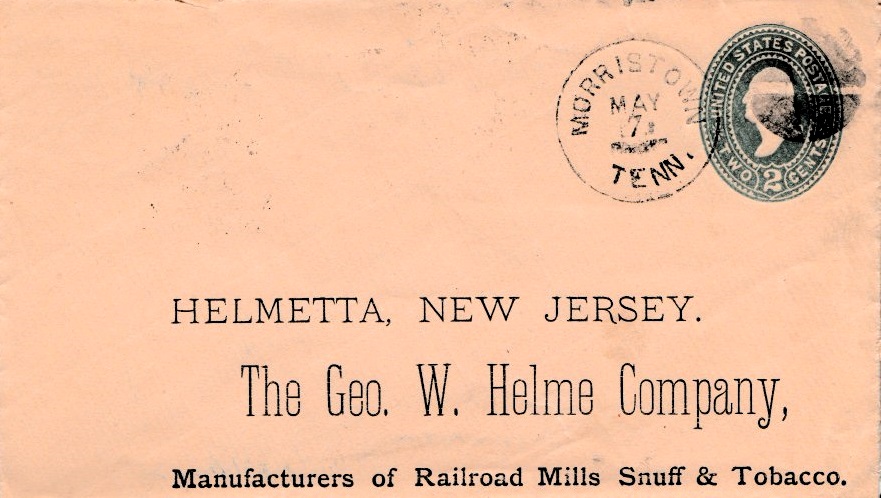 MORRISTOWN
MAY
TENN.
UNITED STATES POSTAGE
TWO 2 CENTS
HELMETTA, NEW JERSEY.
The Geo. W. Helme Company,
Manufacturers of Railroad Mills Snuff & Tobacco.